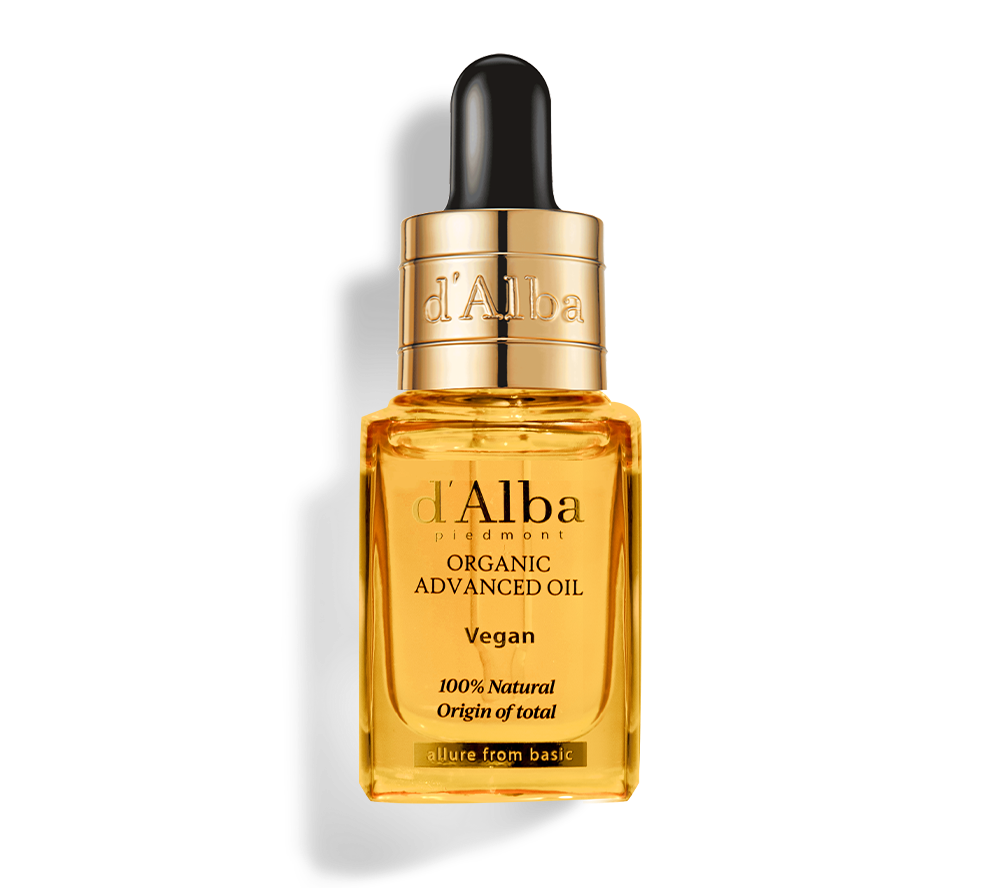 d'Alba
d'Alba
piedmont
ORGANIC
ADVANCED OIL
Vegan
100% Natural
Origin of total
allure from basic